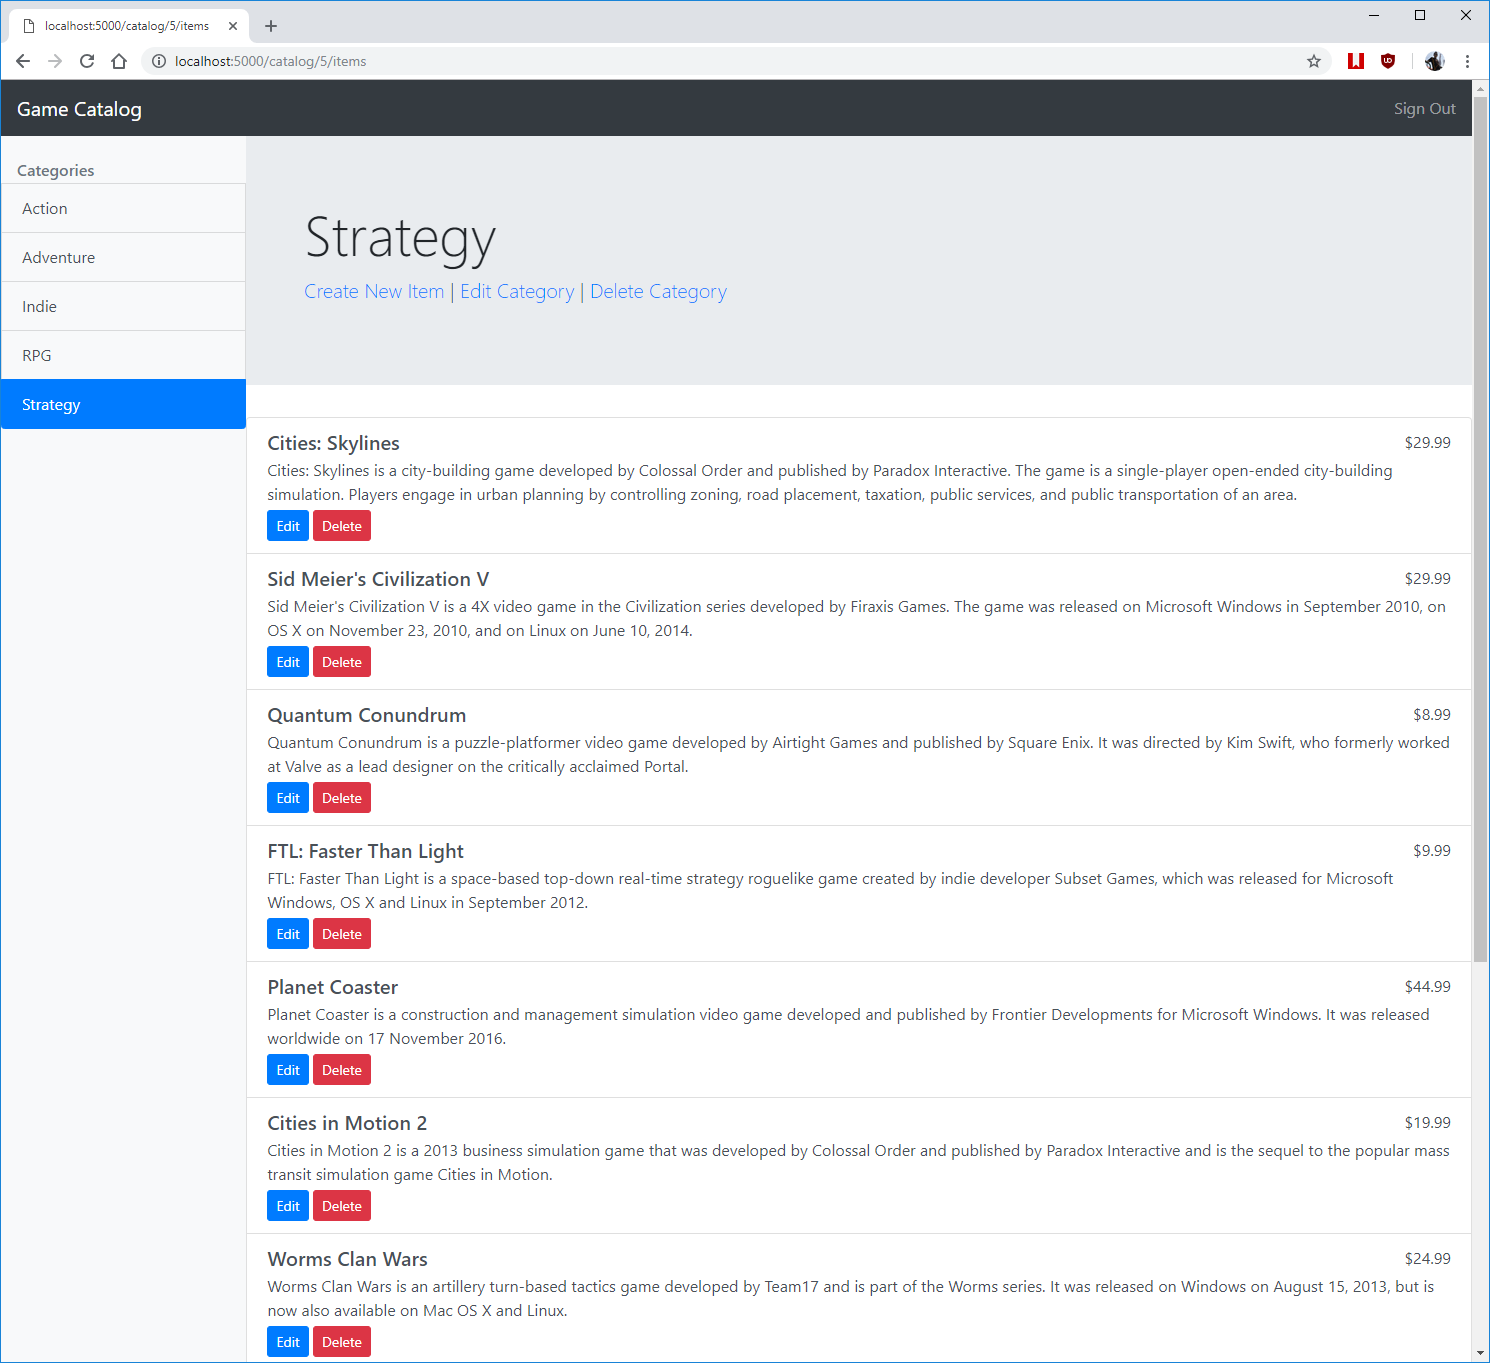 localhost:5000/catalog/5/items
localhost:5000/catalog/5/items
Game Catalog
Sign Out
Categories
Action
Adventure
Indie
RPG
Strategy
Strategy
Create New Item | Edit Category | Delete Category
Cities: Skylines
$29.99
Cities: Skylines is a city-building game developed by Colossal Order and published by Paradox Interactive. The game is a single-player open-ended city-building
simulation. Players engage in urban planning by controlling zoning, road placement, taxation, public services, and public transportation of an area.
Edit Delete
Sid Meier's Civilization V
$29.99
Sid Meier's Civilization V is a 4X video game in the Civilization series developed by Firaxis Games. The game was released on Microsoft Windows in September 2010, on
OS X on November 23, 2010, and on Linux on June 10, 2014.
Edit Delete
Quantum Conundrum
$8.99
Quantum Conundrum is a puzzle-platformer video game developed by Airtight Games and published by Square Enix. It was directed by Kim Swift, who formerly worked
at Valve as a lead designer on the critically acclaimed Portal.
Edit Delete
FTL: Faster Than Light
$9.99
FTL: Faster Than Light is a space-based top-down real-time strategy roguelike game created by indie developer Subset Games, which was released for Microsoft
Windows, OS X and Linux in September 2012.
Edit Delete
Planet Coaster
$44.99
Planet Coaster is a construction and management simulation video game developed and published by Frontier Developments for Microsoft Windows. It was released
worldwide on 17 November 2016.
Edit Delete
Cities in Motion 2
$19.99
Cities in Motion 2 is a 2013 business simulation game that was developed by Colossal Order and published by Paradox Interactive and is the sequel to the popular mass
transit simulation game Cities in Motion.
Edit Delete
Worms Clan Wars
$24.99
Worms Clan Wars is an artillery turn-based tactics game developed by Team17 and is part of the Worms series. It was released on Windows on August 15, 2013, but is
now also available on Mac OS X and Linux.
Edit Delete